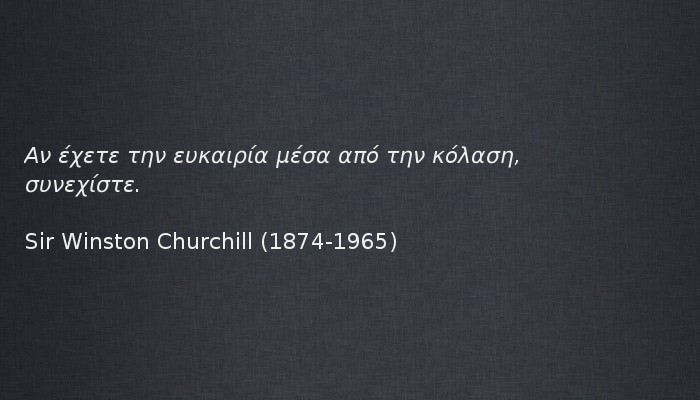 Αν έχετε την ευκαιρία μέσα από την κόλαση,
συνεχίστε.
Sir Winston Churchill (1874-1965)